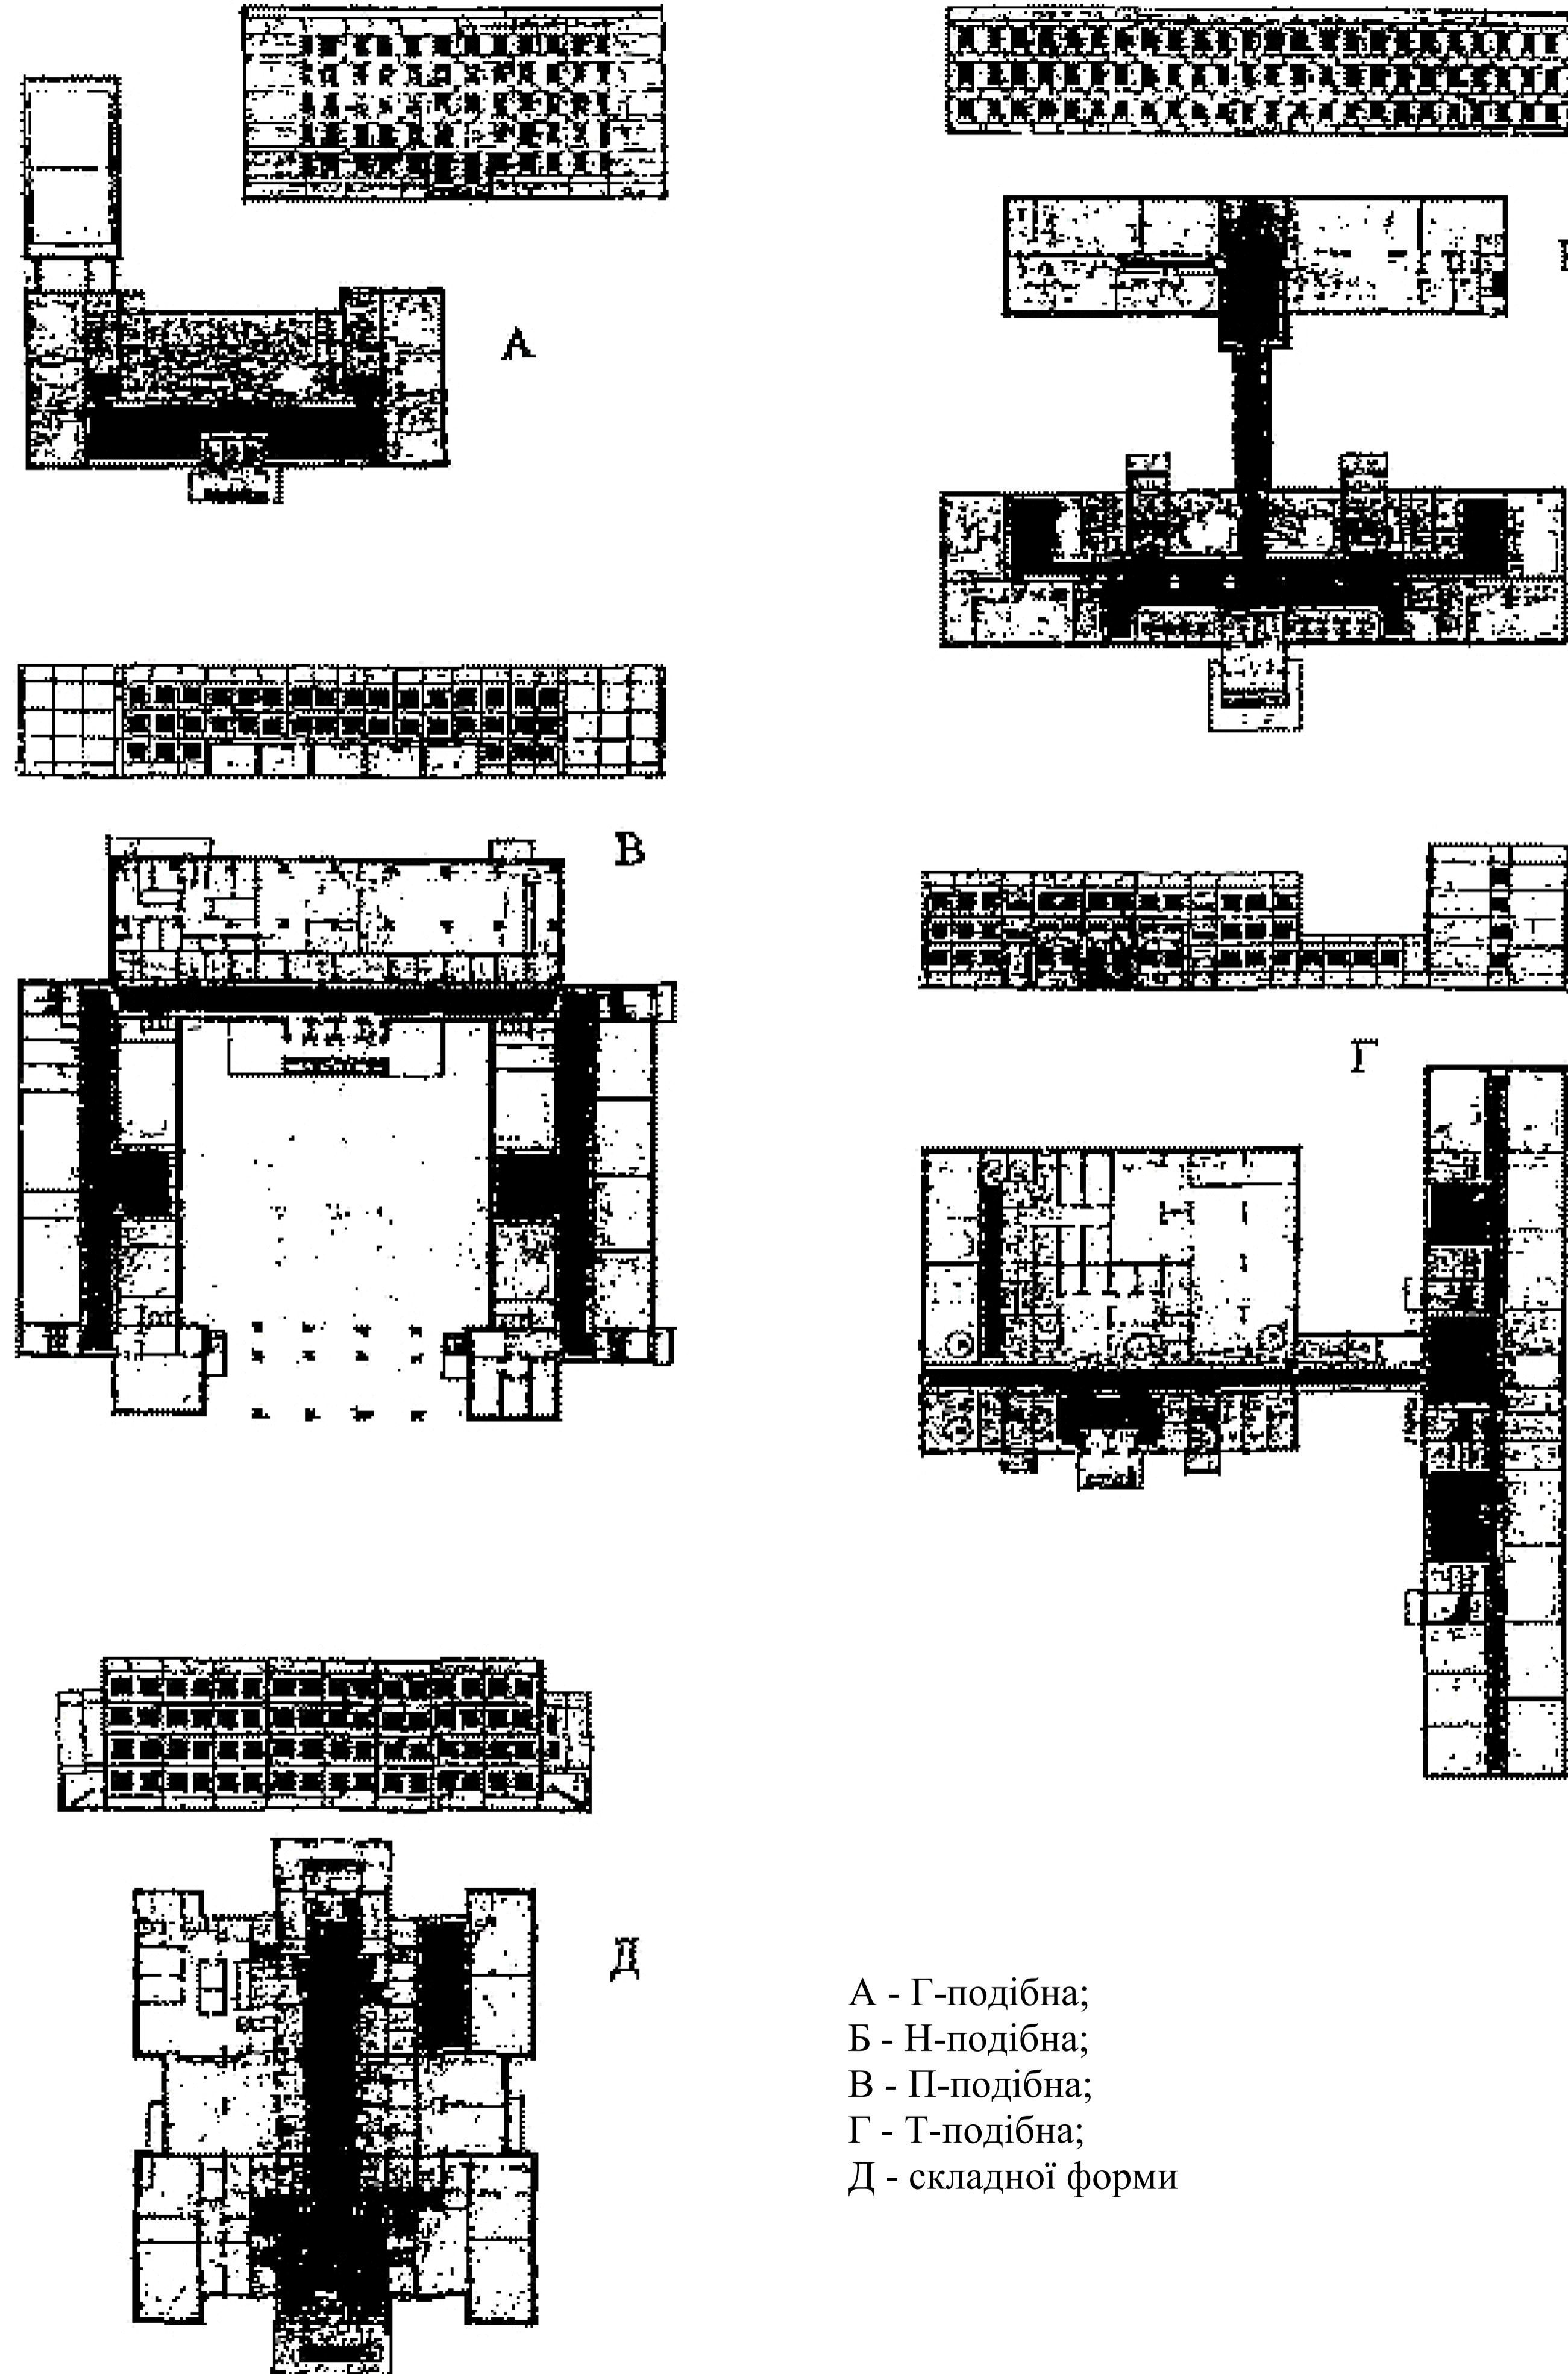 А
В
Г
Д
А - Г-подібна;
Б - Н-подібна;
В - П-подібна;
Г - Т-подібна;
Д - складної форми